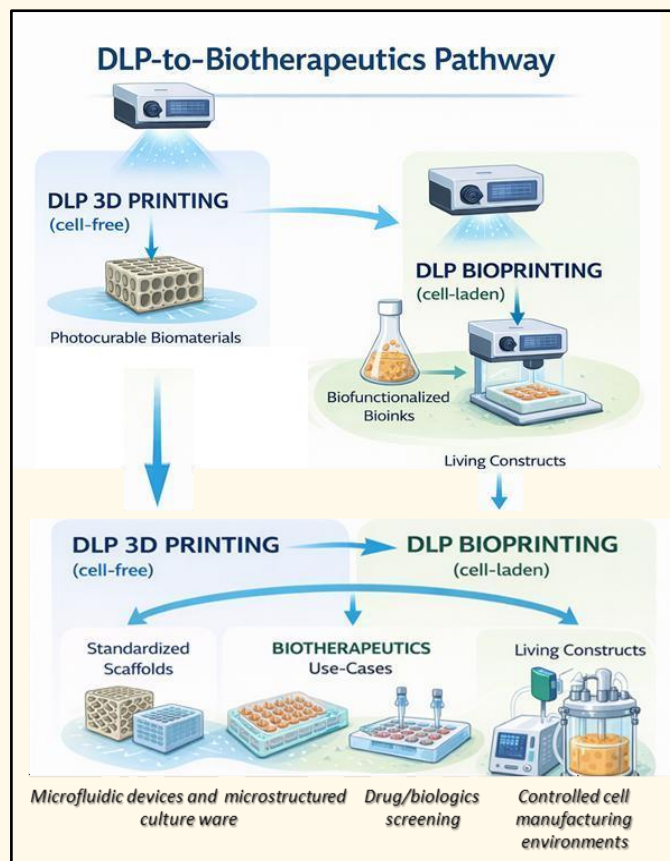 DLP-to-Biotherapeutics Pathway
DLP 3D PRINTING
(cell-free)
Photocurable Biomaterials
DLP BIOPRINTING
(cell-laden)
Biofunctionalized
Bioinks
Living Constructs
DLP 3D PRINTING
(cell-free)
DLP BIOPRINTING
(cell-laden)
Standardized
Scaffolds
BIOTHERAPEUTICS
Use-Cases
Living Constructs
Microfluidic devices and microstructured
culture ware
Drug/biologics
screening
Controlled cell
manufacturing
environments